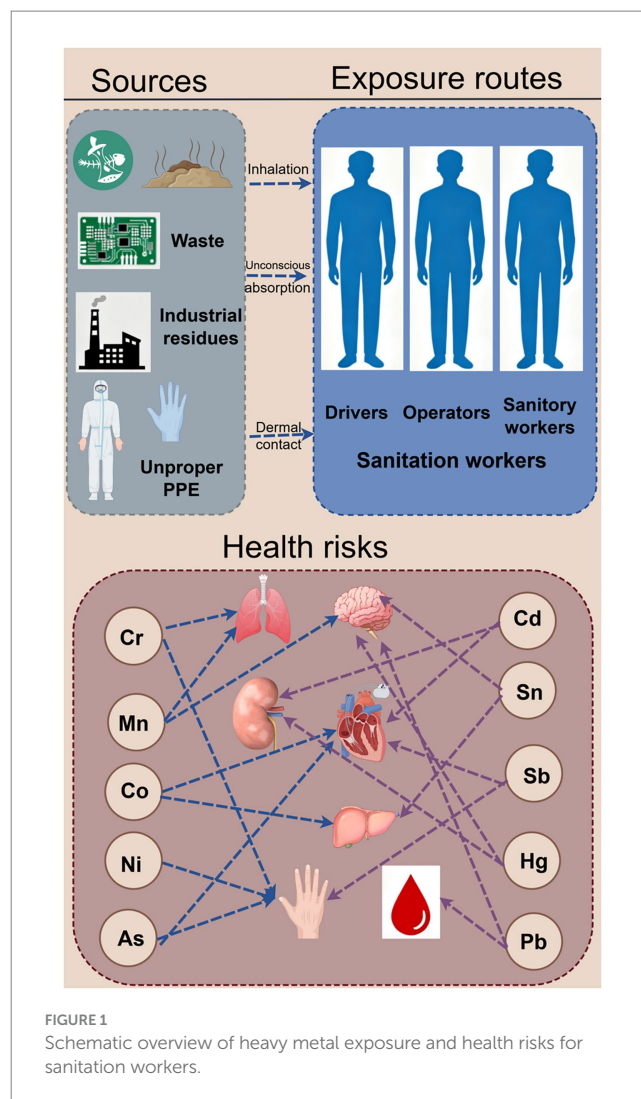 Sources
Exposure routes
Inhalation
Waste
Unconscious
absorption
Industrial
residues
Dermal
contact
Unproper
PPE
Drivers
Operators
Sanitory
workers
Sanitation workers
Health risks
Cr
Mn
Co
Ni
As
Cd
Sn
Sb
Hg
Pb
FIGURE 1
Schematic overview of heavy metal exposure and health risks for
sanitation workers.